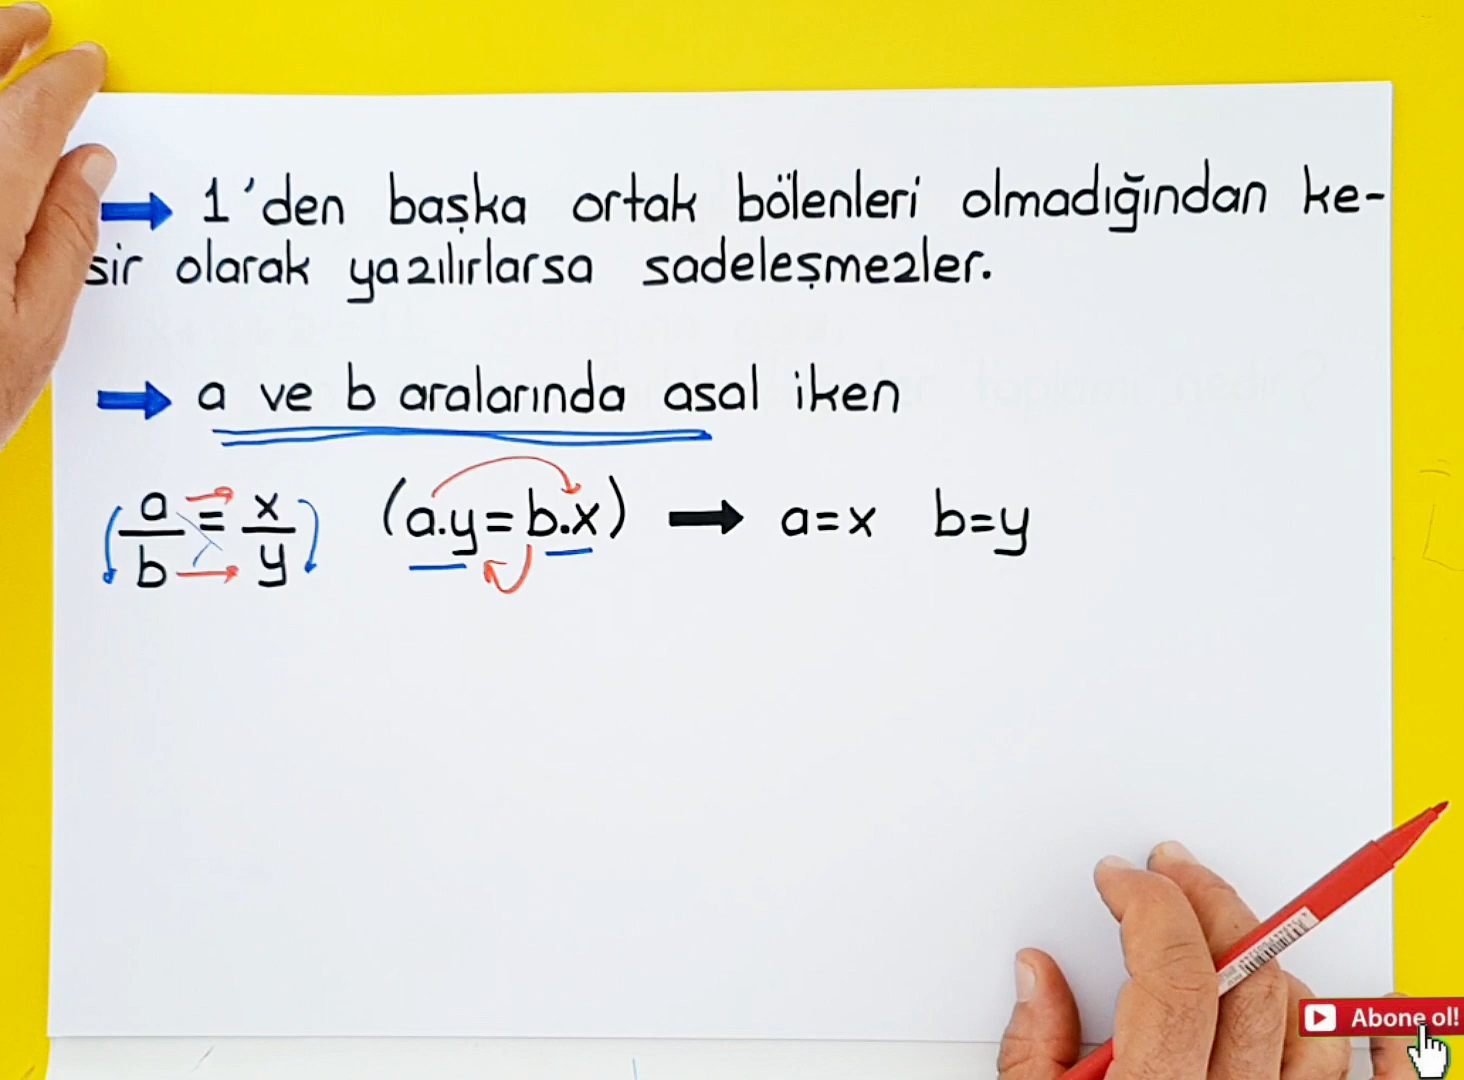 → 1'den başka ortak bölenleri olmadığından ke-
sir olarak yazılırlarsa sadeleşmezler.
→ a ve b aralarında asal iken
a/b = x/y (a.y=b.x) → a=x b=y
Abone ol!